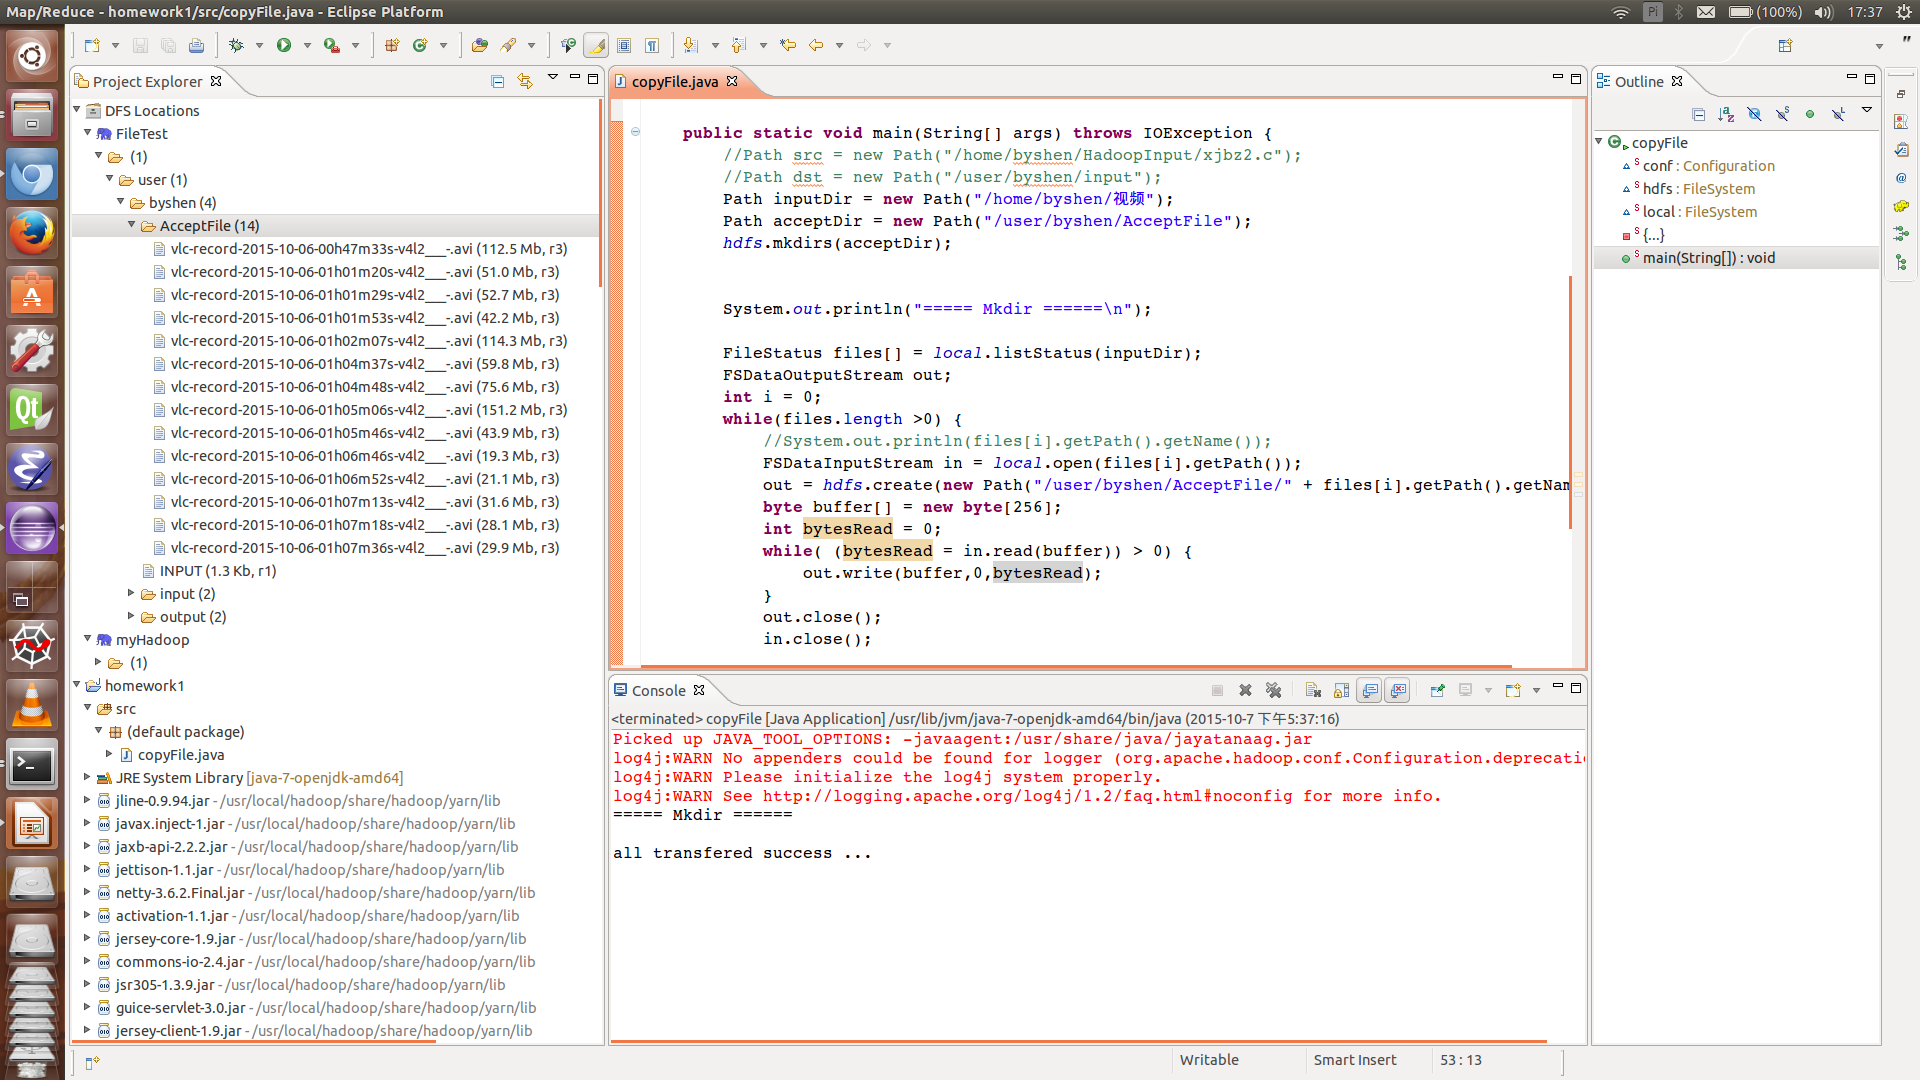 Map/Reduce - homework1/src/copyFile.java - Eclipse Platform
Pi
(100%)
17:37
Project Explorer
DFS Locations
FileTest
(1)
user (1)
byshen (4)
AcceptFile (14)
vlc-record-2015-10-06-00h47m33s-v4l2___-.avi (112.5 Mb, r3)
vlc-record-2015-10-06-01h01m20s-v4l2___-.avi (51.0 Mb, r3)
vlc-record-2015-10-06-01h01m29s-v4l2___-.avi (52.7 Mb, r3)
vlc-record-2015-10-06-01h01m53s-v4l2___-.avi (42.2 Mb, r3)
vlc-record-2015-10-06-01h02m07s-v4l2___-.avi (114.3 Mb, r3)
vlc-record-2015-10-06-01h04m37s-v4l2___-.avi (59.8 Mb, r3)
vlc-record-2015-10-06-01h04m48s-v4l2___-.avi (75.6 Mb, r3)
vlc-record-2015-10-06-01h05m06s-v4l2___-.avi (151.2 Mb, r3)
vlc-record-2015-10-06-01h05m46s-v4l2___-.avi (43.9 Mb, r3)
vlc-record-2015-10-06-01h06m46s-v4l2___-.avi (19.3 Mb, r3)
vlc-record-2015-10-06-01h06m52s-v4l2___-.avi (21.1 Mb, r3)
vlc-record-2015-10-06-01h07m13s-v4l2___-.avi (31.6 Mb, r3)
vlc-record-2015-10-06-01h07m18s-v4l2___-.avi (28.1 Mb, r3)
vlc-record-2015-10-06-01h07m36s-v4l2___-.avi (29.9 Mb, r3)
INPUT (1.3 Kb, r1)
input (2)
output (2)
myHadoop
(1)
homework1
src
(default package)
copyFile.java
JRE System Library [java-7-openjdk-amd64]
jline-0.9.94.jar - /usr/local/hadoop/share/hadoop/yarn/lib
javax.inject-1.jar - /usr/local/hadoop/share/hadoop/yarn/lib
jaxb-api-2.2.2.jar - /usr/local/hadoop/share/hadoop/yarn/lib
jettison-1.1.jar - /usr/local/hadoop/share/hadoop/yarn/lib
netty-3.6.2.Final.jar - /usr/local/hadoop/share/hadoop/yarn/lib
activation-1.1.jar - /usr/local/hadoop/share/hadoop/yarn/lib
jersey-core-1.9.jar - /usr/local/hadoop/share/hadoop/yarn/lib
commons-io-2.4.jar - /usr/local/hadoop/share/hadoop/yarn/lib
jsr305-1.3.9.jar - /usr/local/hadoop/share/hadoop/yarn/lib
guice-servlet-3.0.jar - /usr/local/hadoop/share/hadoop/yarn/lib
jersey-client-1.9.jar - /usr/local/hadoop/share/hadoop/yarn/lib
copyFile.java
public static void main(String[] args) throws IOException {
//Path src = new Path("/home/byshen/HadoopInput/xjbz2.c");
//Path dst = new Path("/user/byshen/input");
Path inputDir = new Path("/home/byshen/视频");
Path acceptDir = new Path("/user/byshen/AcceptFile");
hdfs.mkdirs(acceptDir);
System.out.println("===== Mkdir ======\n");
FileStatus files[] = local.listStatus(inputDir);
FSDataOutputStream out;
int i = 0;
while(files.length >0) {
//System.out.println(files[i].getPath().getName());
FSDataInputStream in = local.open(files[i].getPath());
out = hdfs.create(new Path("/user/byshen/AcceptFile/" + files[i].getPath().getNam
byte buffer[] = new byte[256];
int bytesRead = 0;
while( (bytesRead = in.read(buffer)) > 0) {
out.write(buffer,0,bytesRead);
}
out.close();
in.close();
Console
<terminated> copyFile [Java Application] /usr/lib/jvm/java-7-openjdk-amd64/bin/java (2015-10-7 下午5:37:16)
Picked up JAVA_TOOL_OPTIONS: -javaagent:/usr/share/java/jayatanaag.jar
log4j:WARN No appenders could be found for logger (org.apache.hadoop.conf.Configuration.deprecati
log4j:WARN Please initialize the log4j system properly.
log4j:WARN See http://logging.apache.org/log4j/1.2/faq.html#noconfig for more info.
===== Mkdir ======
all transfered success ...
Outline
copyFile
conf : Configuration
hdfs : FileSystem
local : FileSystem
{...}
main(String[]) : void
Writable
Smart Insert
53 : 13